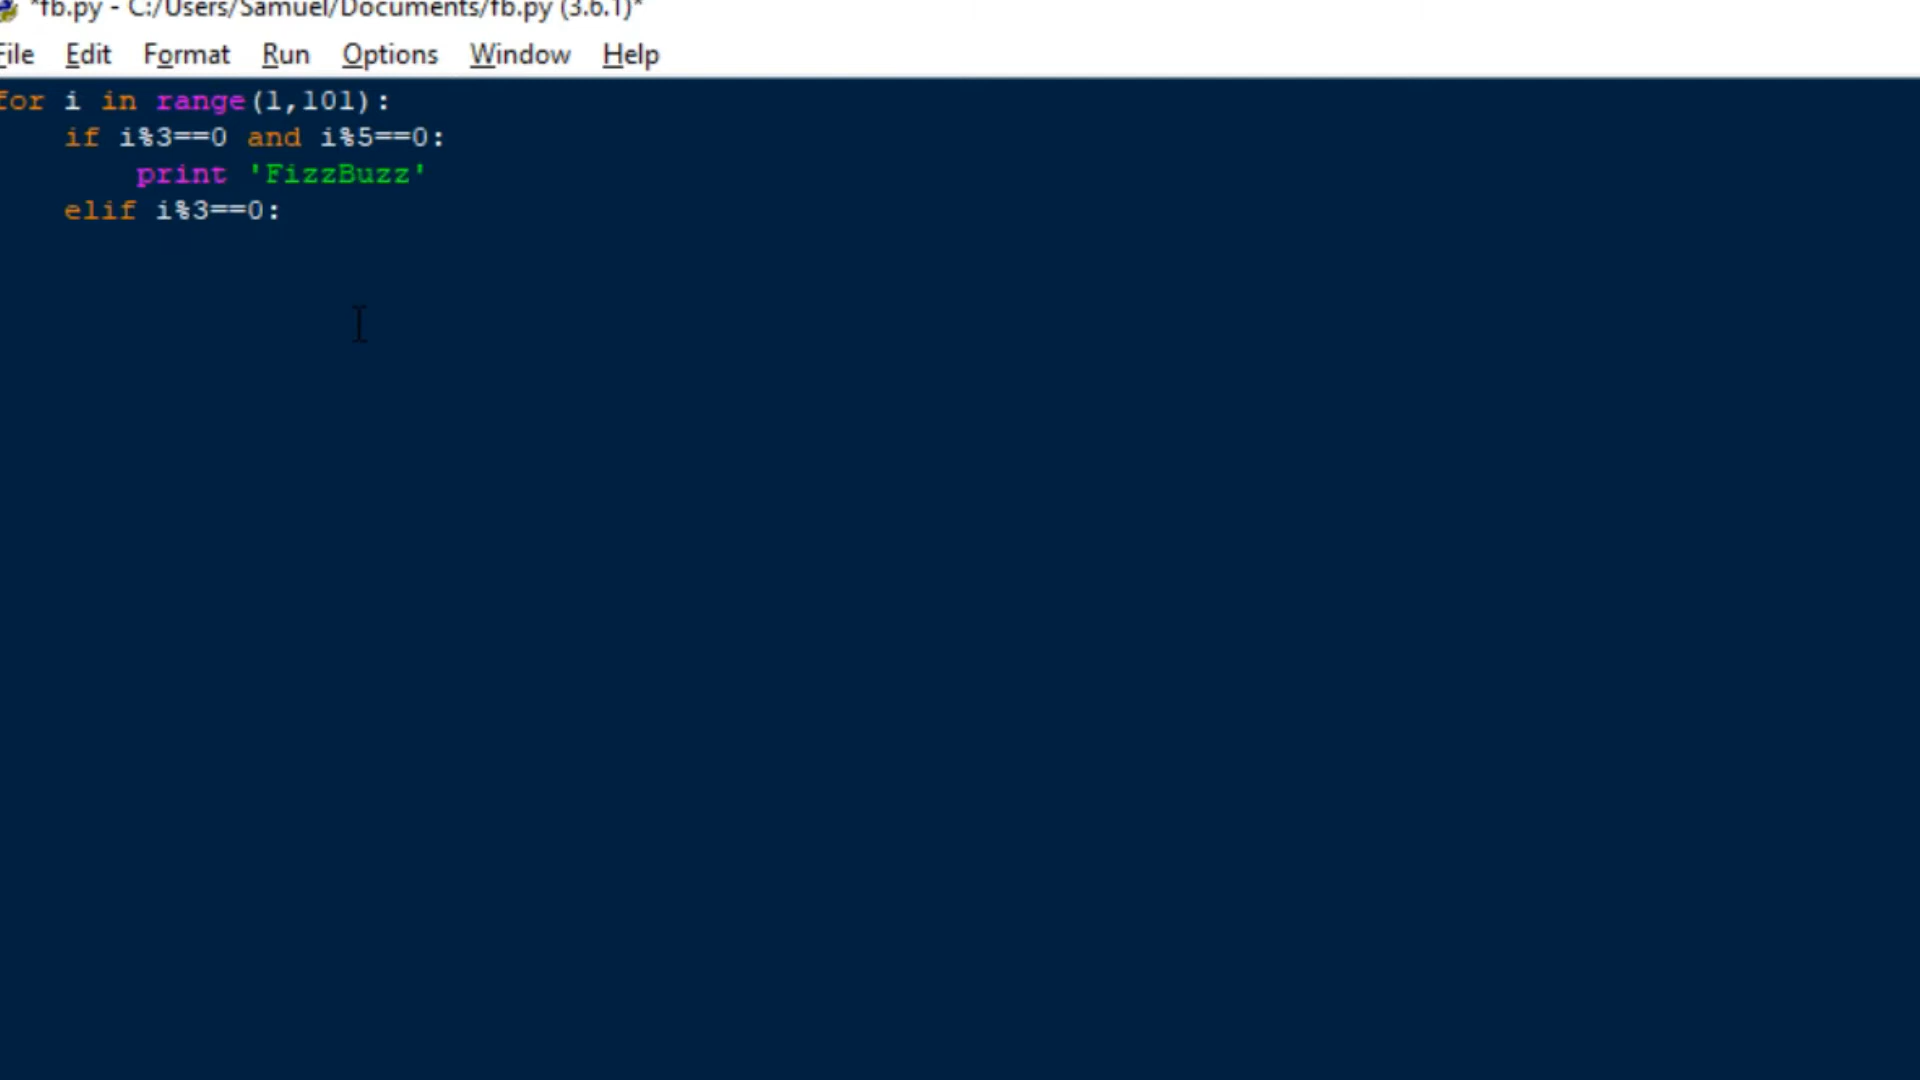 *fb.py - C:/Users/Samuel/Documents/fb.py (3.6.1)*
File Edit Format Run Options Window Help
for i in range(1,101):
    if i%3==0 and i%5==0:
        print 'FizzBuzz'
    elif i%3==0: